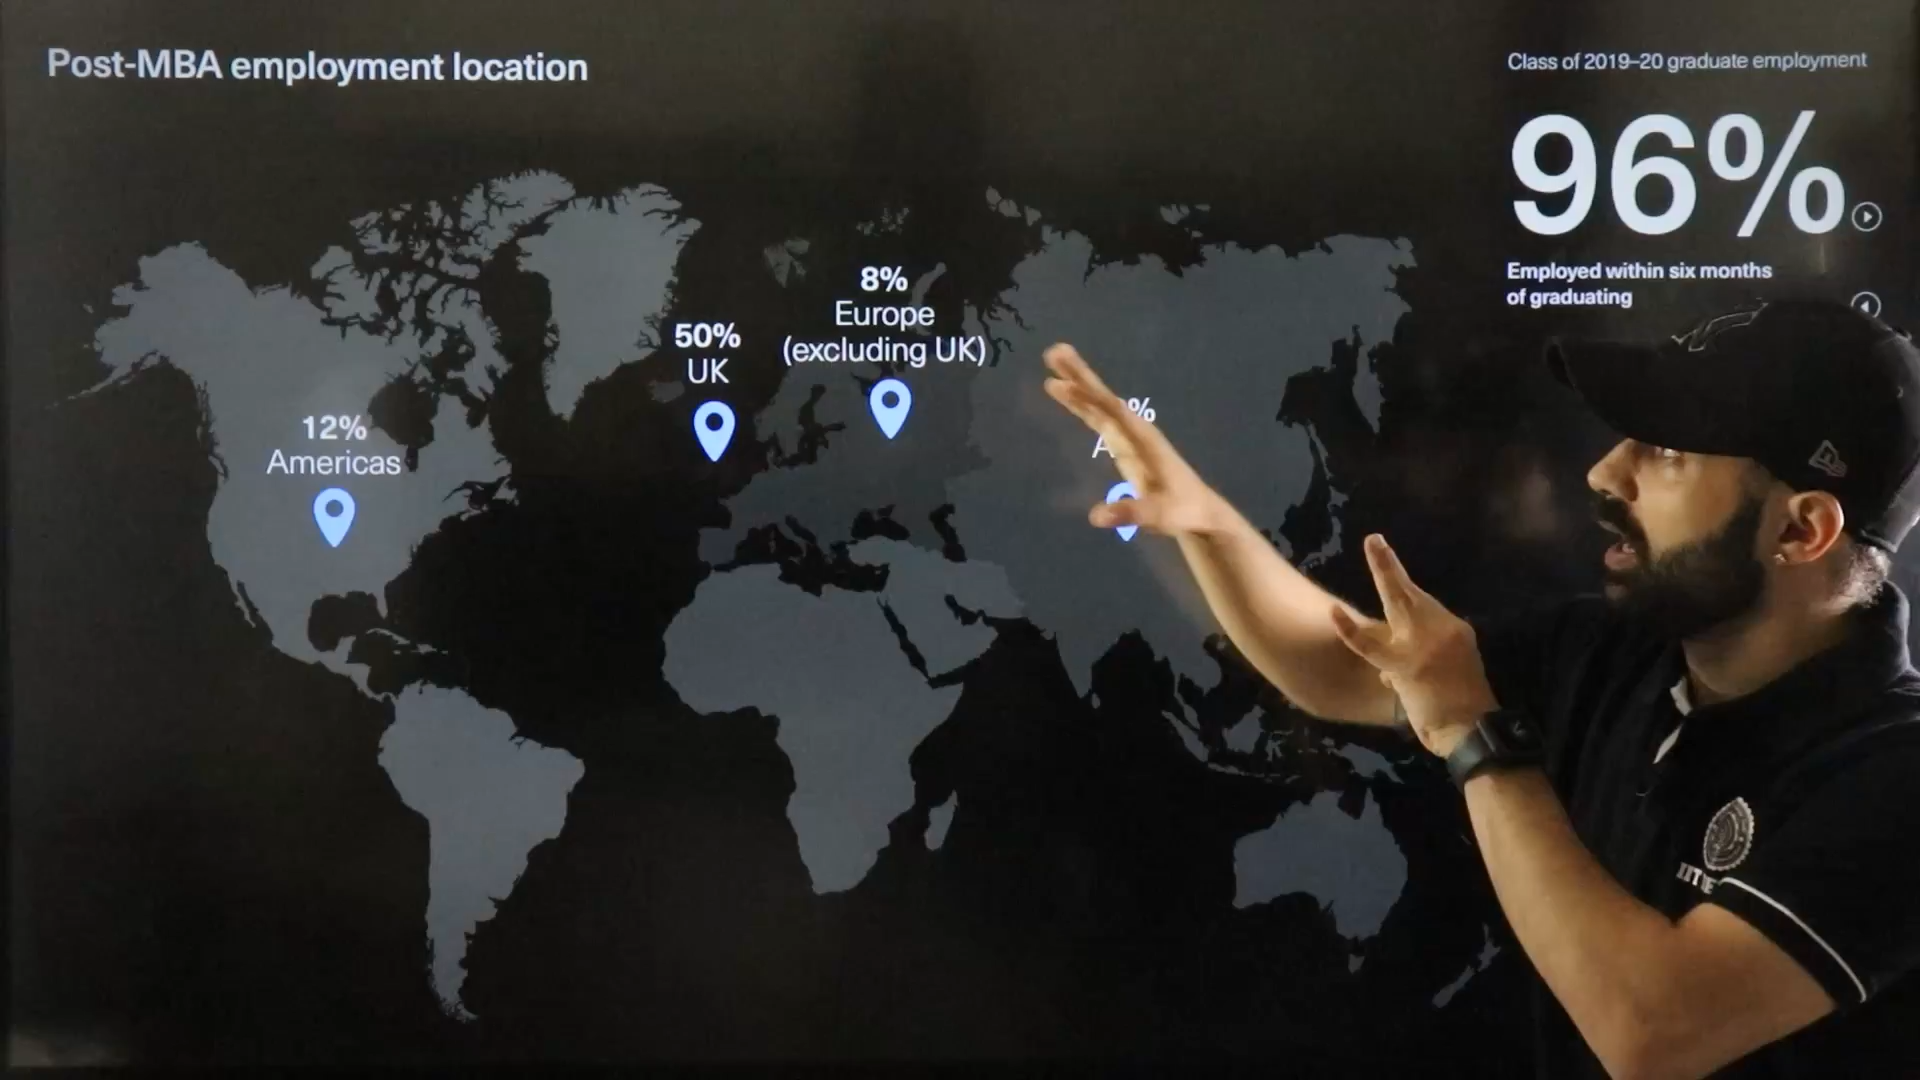 Post-MBA employment location
Class of 2019–20 graduate employment
96%
Employed within six months
of graduating
8%
Europe
(excluding UK)
50%
UK
12%
Americas